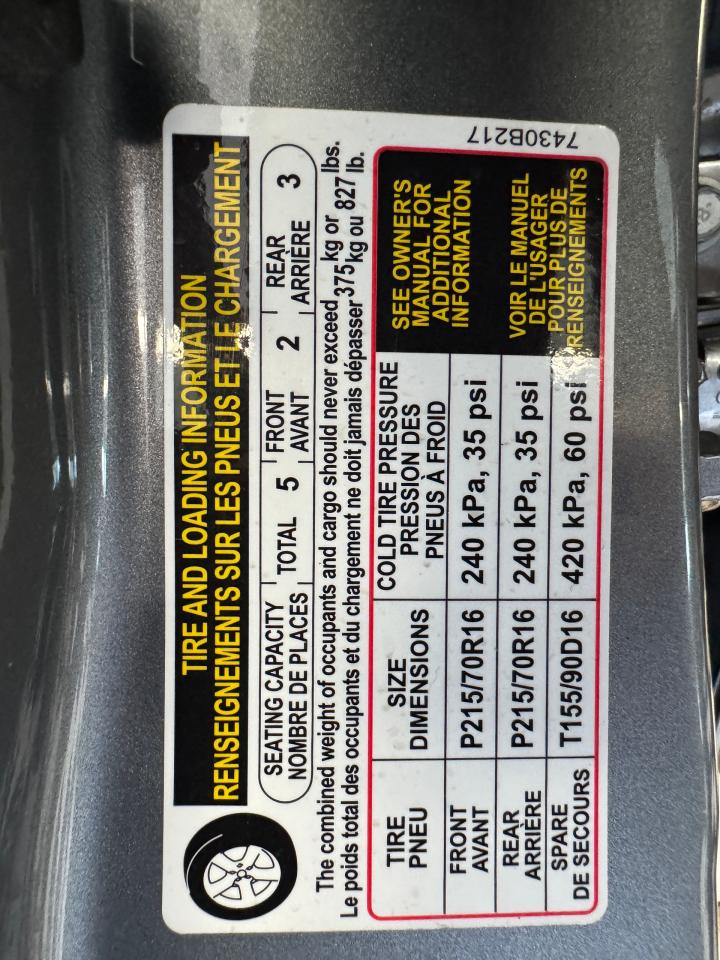 TIRE AND LOADING INFORMATION
RENSEIGNEMENTS SUR LES PNEUS ET LE CHARGEMENT
SEATING CAPACITY TOTAL 5 FRONT 2 REAR 3
NOMBRE DE PLACES AVANT ARRIÈRE
The combined weight of occupants and cargo should never exceed 375 kg or 827 lbs.
Le poids total des occupants et du chargement ne doit jamais dépasser kg ou lb.
TIRE SIZE COLD TIRE PRESSURE
PNEU DIMENSIONS PRESSION DES
PNEUS À FROID
FRONT P215/70R16 240 kPa, 35 psi
AVANT
REAR P215/70R16 240 kPa, 35 psi
ARRIÈRE
SPARE T155/90D16 420 kPa, 60 psi
DE SECOURS
SEE OWNER'S
MANUAL FOR
ADDITIONAL
INFORMATION
VOIR LE MANUEL
DE L'USAGER
POUR PLUS DE
RENSEIGNEMENTS
7430B217